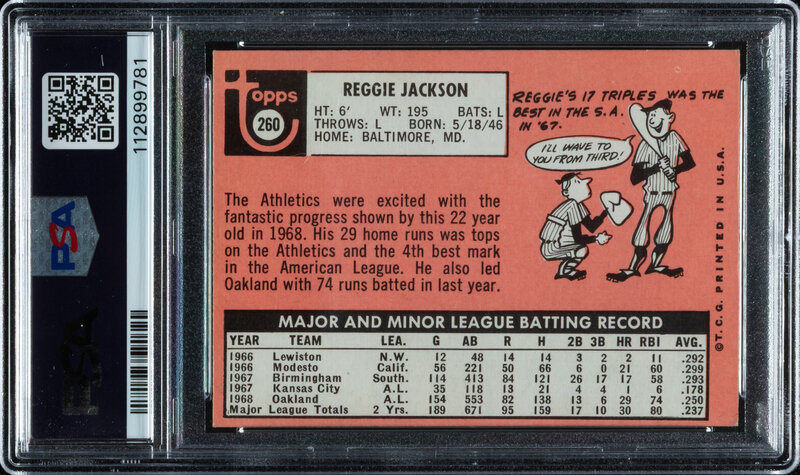 112899781
PSA
PSA
topps
260
REGGIE JACKSON
HT: 6' WT: 195 BATS: L
THROWS: L BORN: 5/18/46
HOME: BALTIMORE, MD.
REGGIE'S 17 TRIPLES WAS THE
BEST IN THE S.A.
IN '67.
I'LL WAVE TO
YOU FROM THIRD!
The Athletics were excited with the
fantastic progress shown by this 22 year
old in 1968. His 29 home runs was tops
on the Athletics and the 4th best mark
in the American League. He also led
Oakland with 74 runs batted in last year.
©T.C.G. PRINTED IN U.S.A.
MAJOR AND MINOR LEAGUE BATTING RECORD
YEAR TEAM LEA. G AB R H 2B 3B HR RBI AVG.
1966 Lewiston N.W. 12 48 14 14 3 2 2 11 .292
1966 Modesto Calif. 56 221 50 66 6 0 21 60 .299
1967 Birmingham South. 114 413 84 121 26 17 17 58 .293
1967 Kansas City A.L. 35 118 13 21 4 4 1 6 .178
1968 Oakland A.L. 154 553 82 138 13 6 29 74 .250
Major League Totals 2 Yrs. 189 671 95 159 17 10 30 80 .237